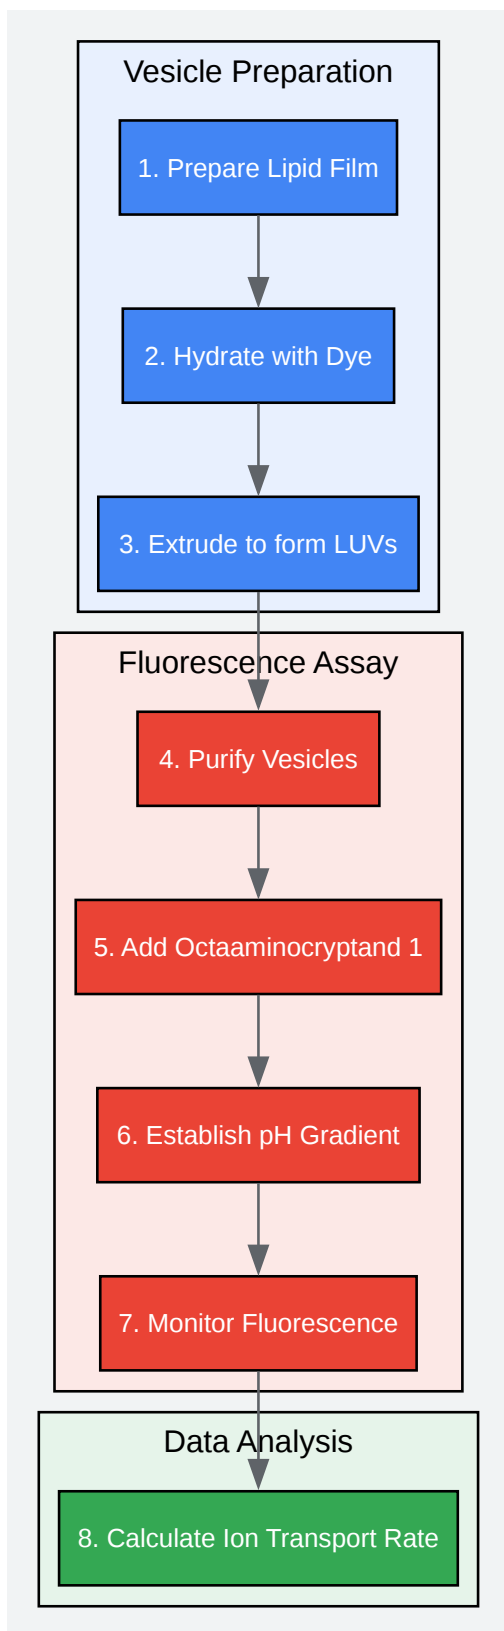 Vesicle Preparation
1. Prepare Lipid Film
2. Hydrate with Dye
3. Extrude to form LUVs
Fluorescence Assay
4. Purify Vesicles
5. Add Octaaminocryptand 1
6. Establish pH Gradient
7. Monitor Fluorescence
Data Analysis
8. Calculate Ion Transport Rate